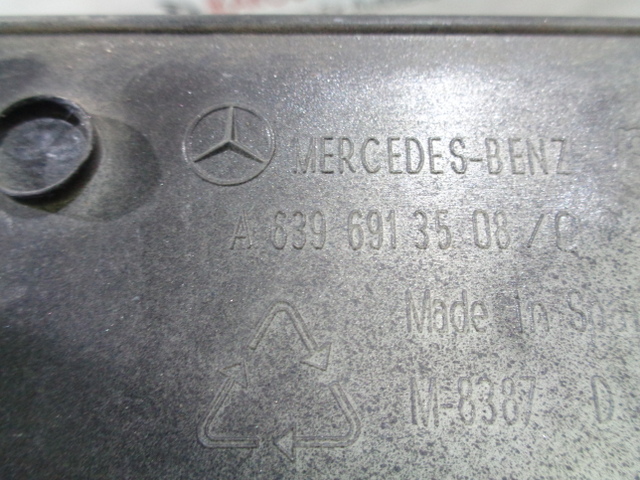 MERCEDES-BENZ
A 639 691 35 08 /
Made In
M-8387 D